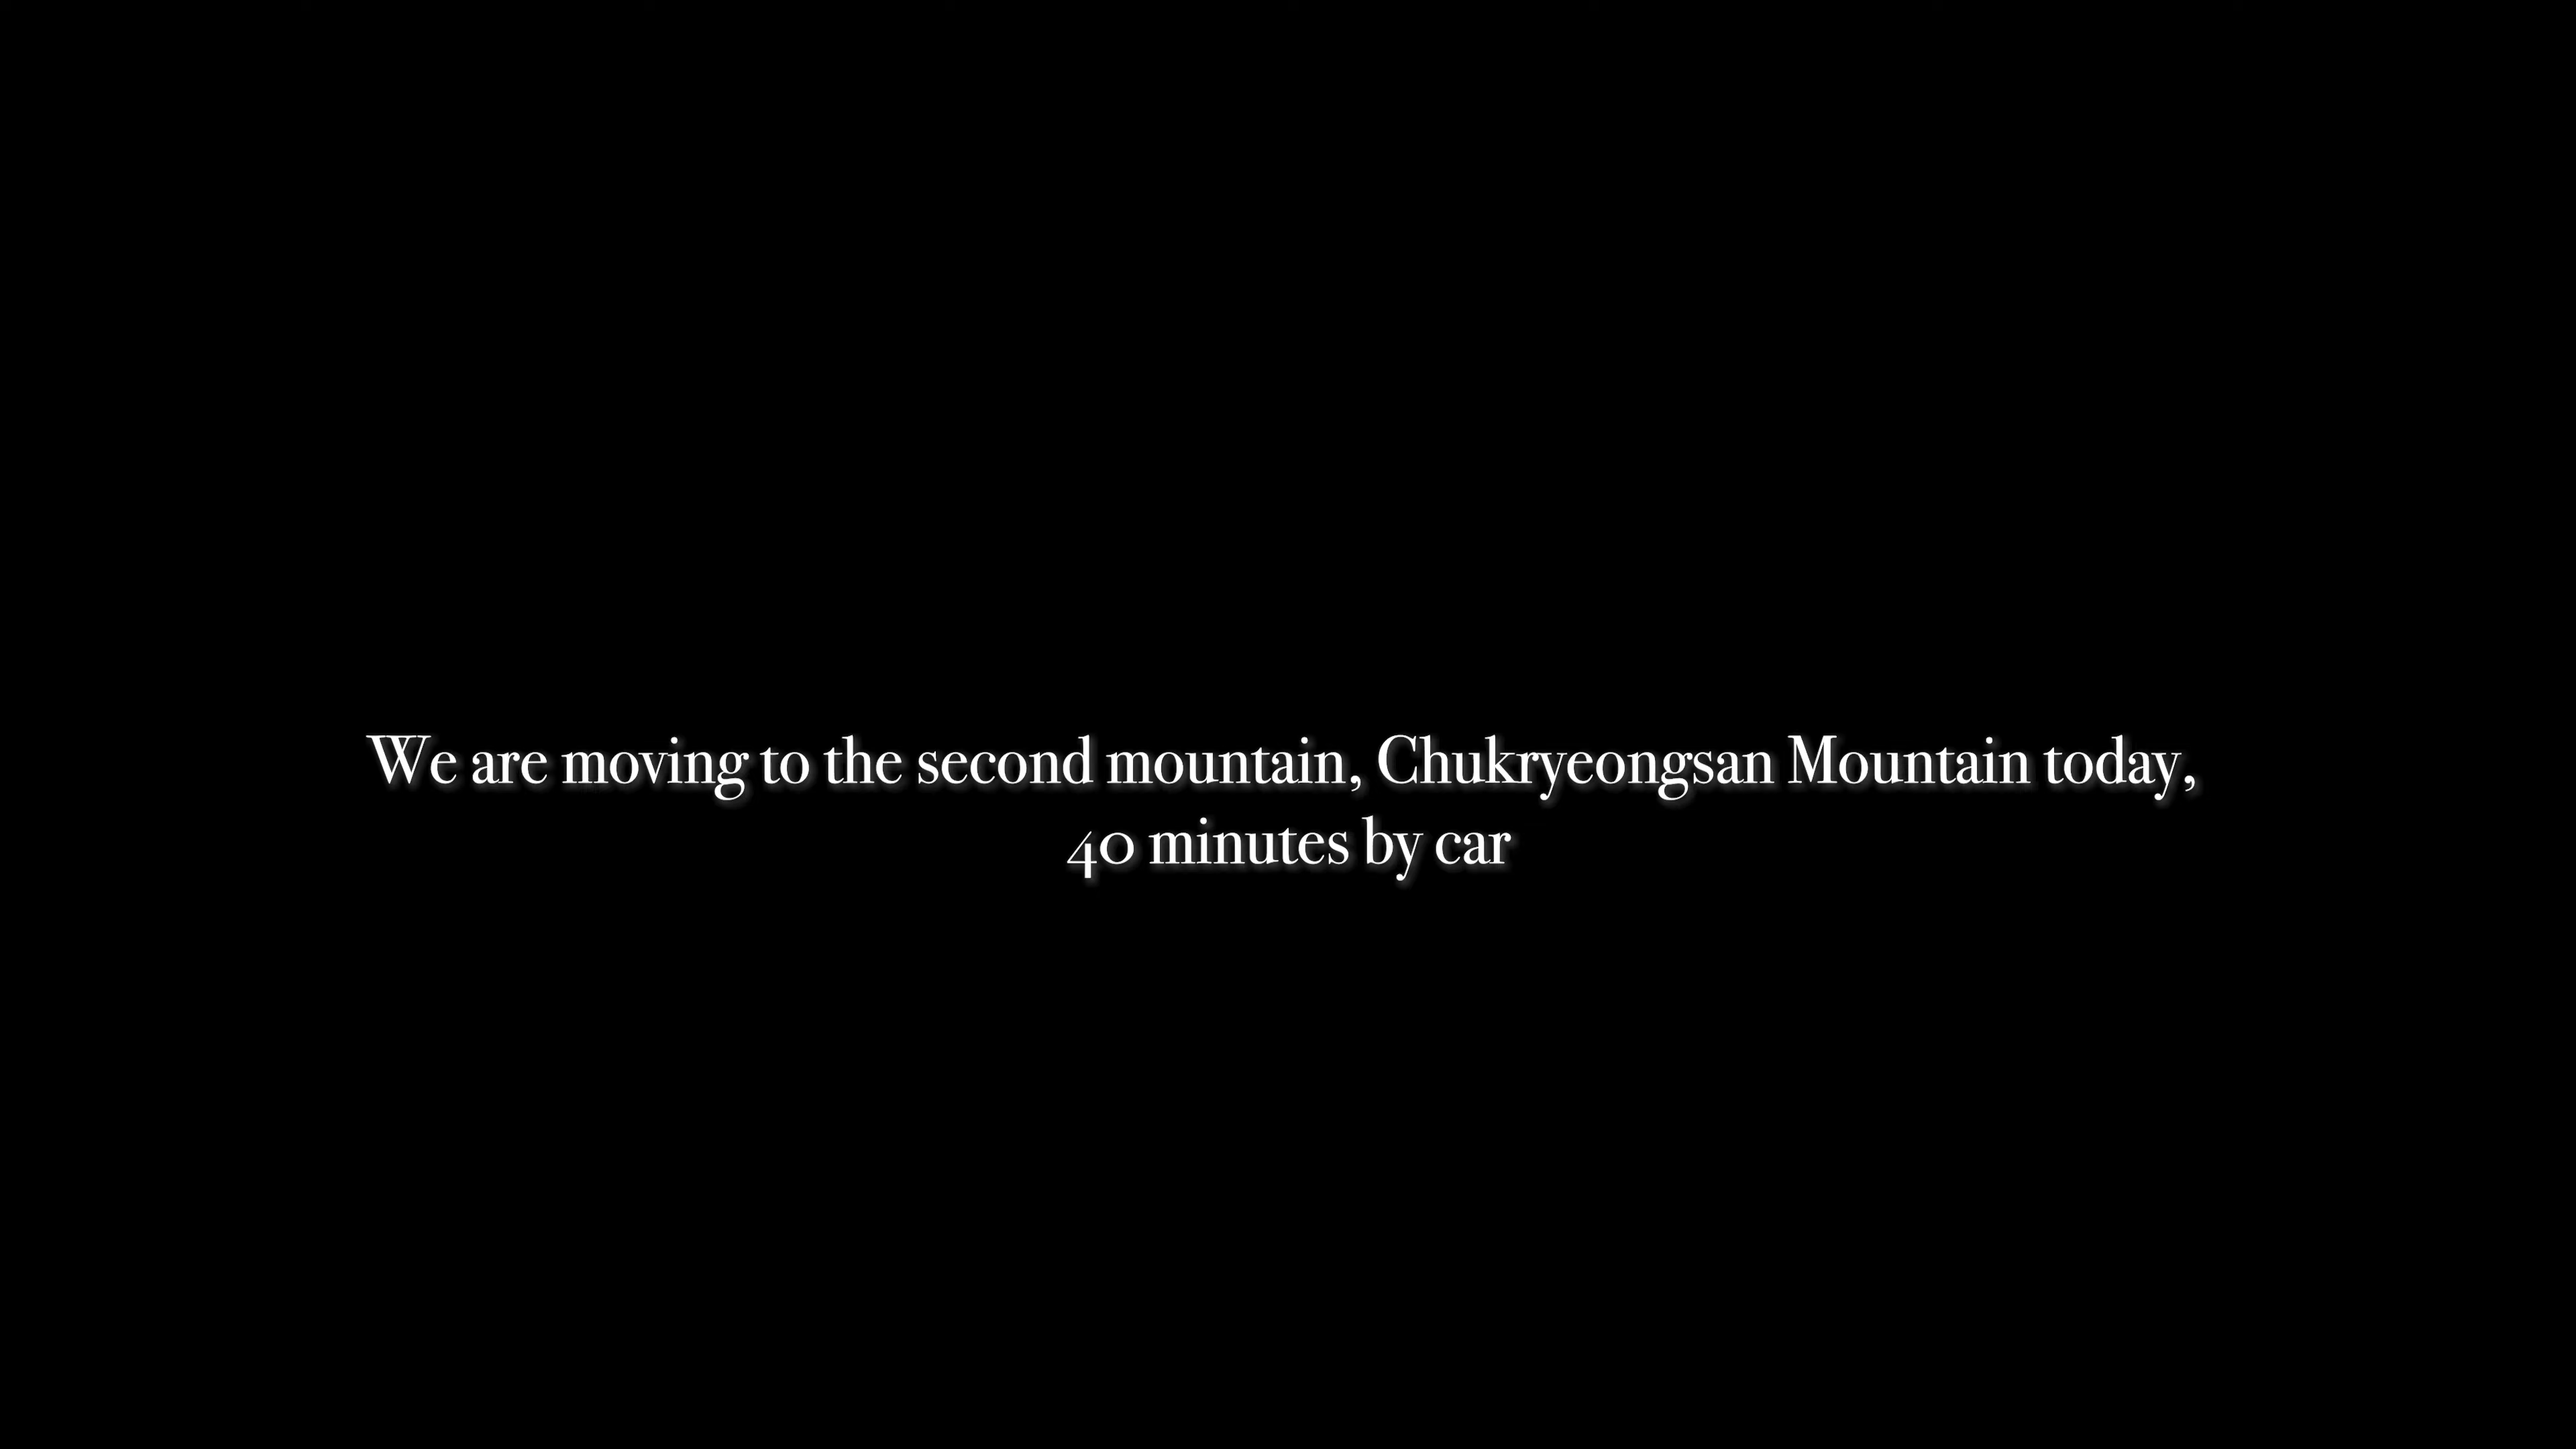 We are moving to the second mountain, Chukryeongsan Mountain today,
40 minutes by car